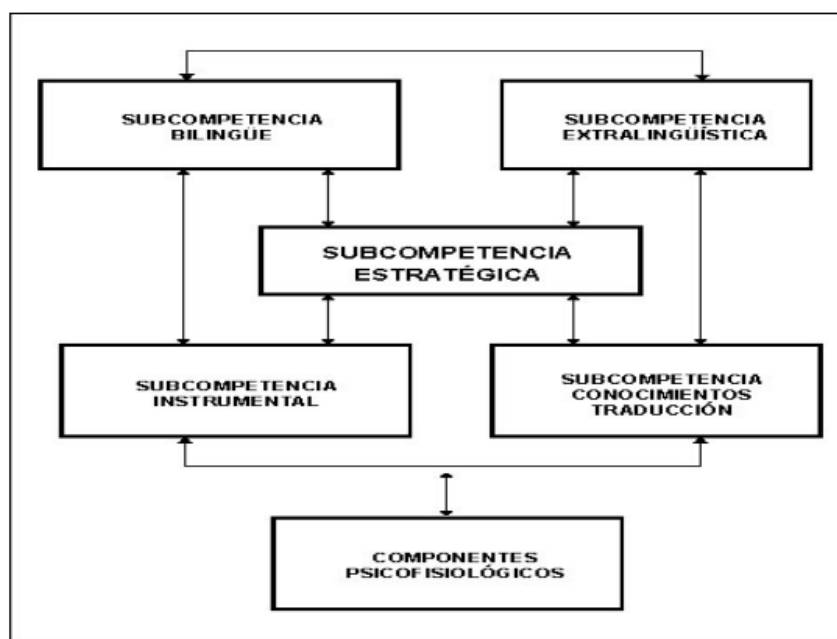 SUBCOMPETENCIA
BILINGÜE
SUBCOMPETENCIA
EXTRALINGÜÍSTICA
SUBCOMPETENCIA
ESTRATÉGICA
SUBCOMPETENCIA
INSTRUMENTAL
SUBCOMPETENCIA
CONOCIMIENTOS
TRADUCCIÓN
COMPONENTES
PSICOFISIOLÓGICOS